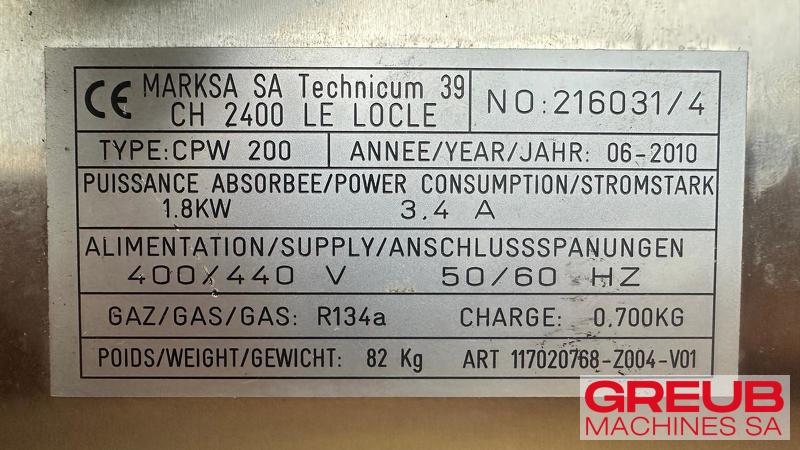 CE MARKSA SA Technicum 39
CH 2400 LE LOCLE
NO:216031/4
TYPE:CPW 200
ANNEE/YEAR/JAHR: 06-2010
PUISSANCE ABSORBEE/POWER CONSUMPTION/STROMSTARK
1.8KW 3.4 A
ALIMENTATION/SUPPLY/ANSCHLUSSSPANUNGEN
400/440 V 50/60 HZ
GAZ/GAS/GAS: R134a CHARGE: 0.700KG
POIDS/WEIGHT/GEWICHT: 82 Kg ART 117020768-Z004-V01
GREUB
MACHINES SA